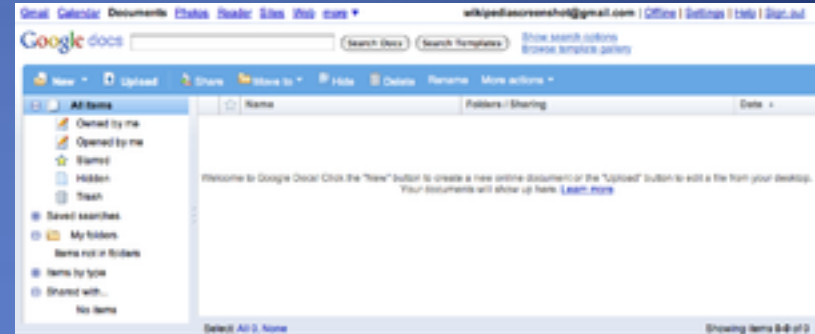 Gmail Calendar Documents Photos Reader Sites Web more ▼ wikipediascreenshot@gmail.com | Offline | Settings | Help | Sign out
Google docs Search Docs Search Templates Show search options
Browse template gallery
New Upload Share Move to Hide Delete Rename More actions
All items Name Folders / Sharing Date
Owned by me
Opened by me
Starred
Hidden
Trash
Welcome to Google Docs! Click the "New" button to create a new online document or the "Upload" button to edit a file from your desktop.
Your documents will show up here. Learn more
Saved searches
My folders
Items not in folders
Items by type
Shared with...
No items
Select: All 0, None Showing items 0-0 of 0